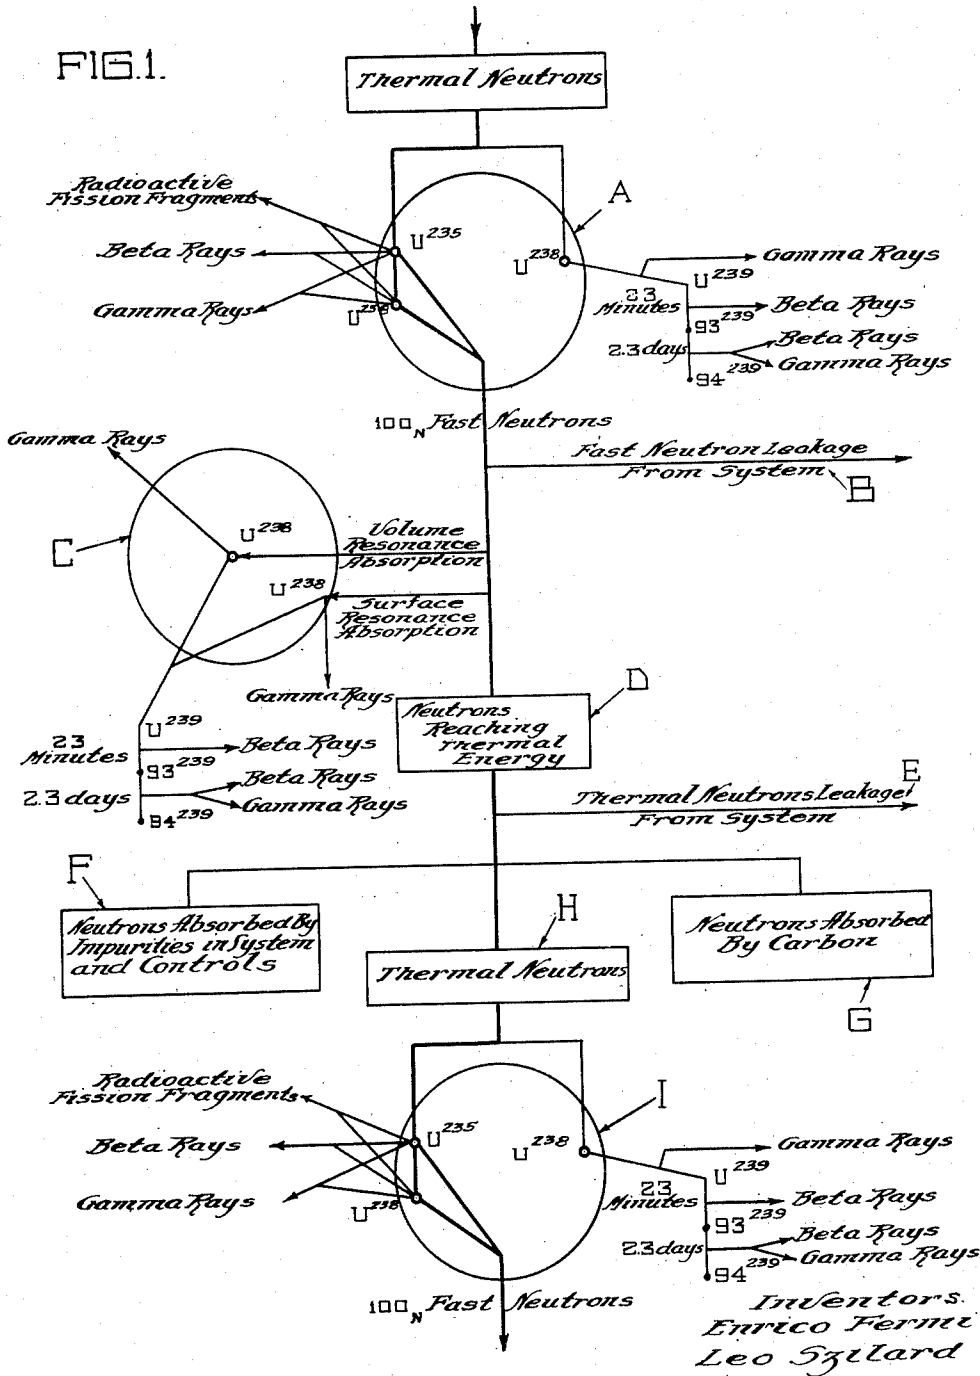 FIG.1.
Thermal Neutrons
Radioactive
Fission Fragments
Beta Rays
Gamma Rays
U235
U238
U238
A
Gamma Rays
U239
23
Minutes
Beta Rays
93239
2.3 days
Beta Rays
Gamma Rays
94239
100N Fast Neutrons
Fast Neutron Leakage
From System
B
Gamma Rays
C
U238
Volume
Resonance
Absorption
U238
Surface
Resonance
Absorption
Gamma Rays
U239
23
Minutes
Beta Rays
93239
2.3 days
Beta Rays
Gamma Rays
94239
Neutrons
Reaching
Thermal
Energy
D
Thermal Neutrons Leakage
From System
E
F
Neutrons Absorbed By
Impurities in System
and Controls
H
Thermal Neutrons
Neutrons Absorbed
By Carbon
G
Radioactive
Fission Fragments
Beta Rays
Gamma Rays
U235
U238
U238
I
Gamma Rays
U239
23
Minutes
Beta Rays
93239
2.3 days
Beta Rays
Gamma Rays
94239
100N Fast Neutrons
Inventors.
Enrico Fermi
Leo Szilard